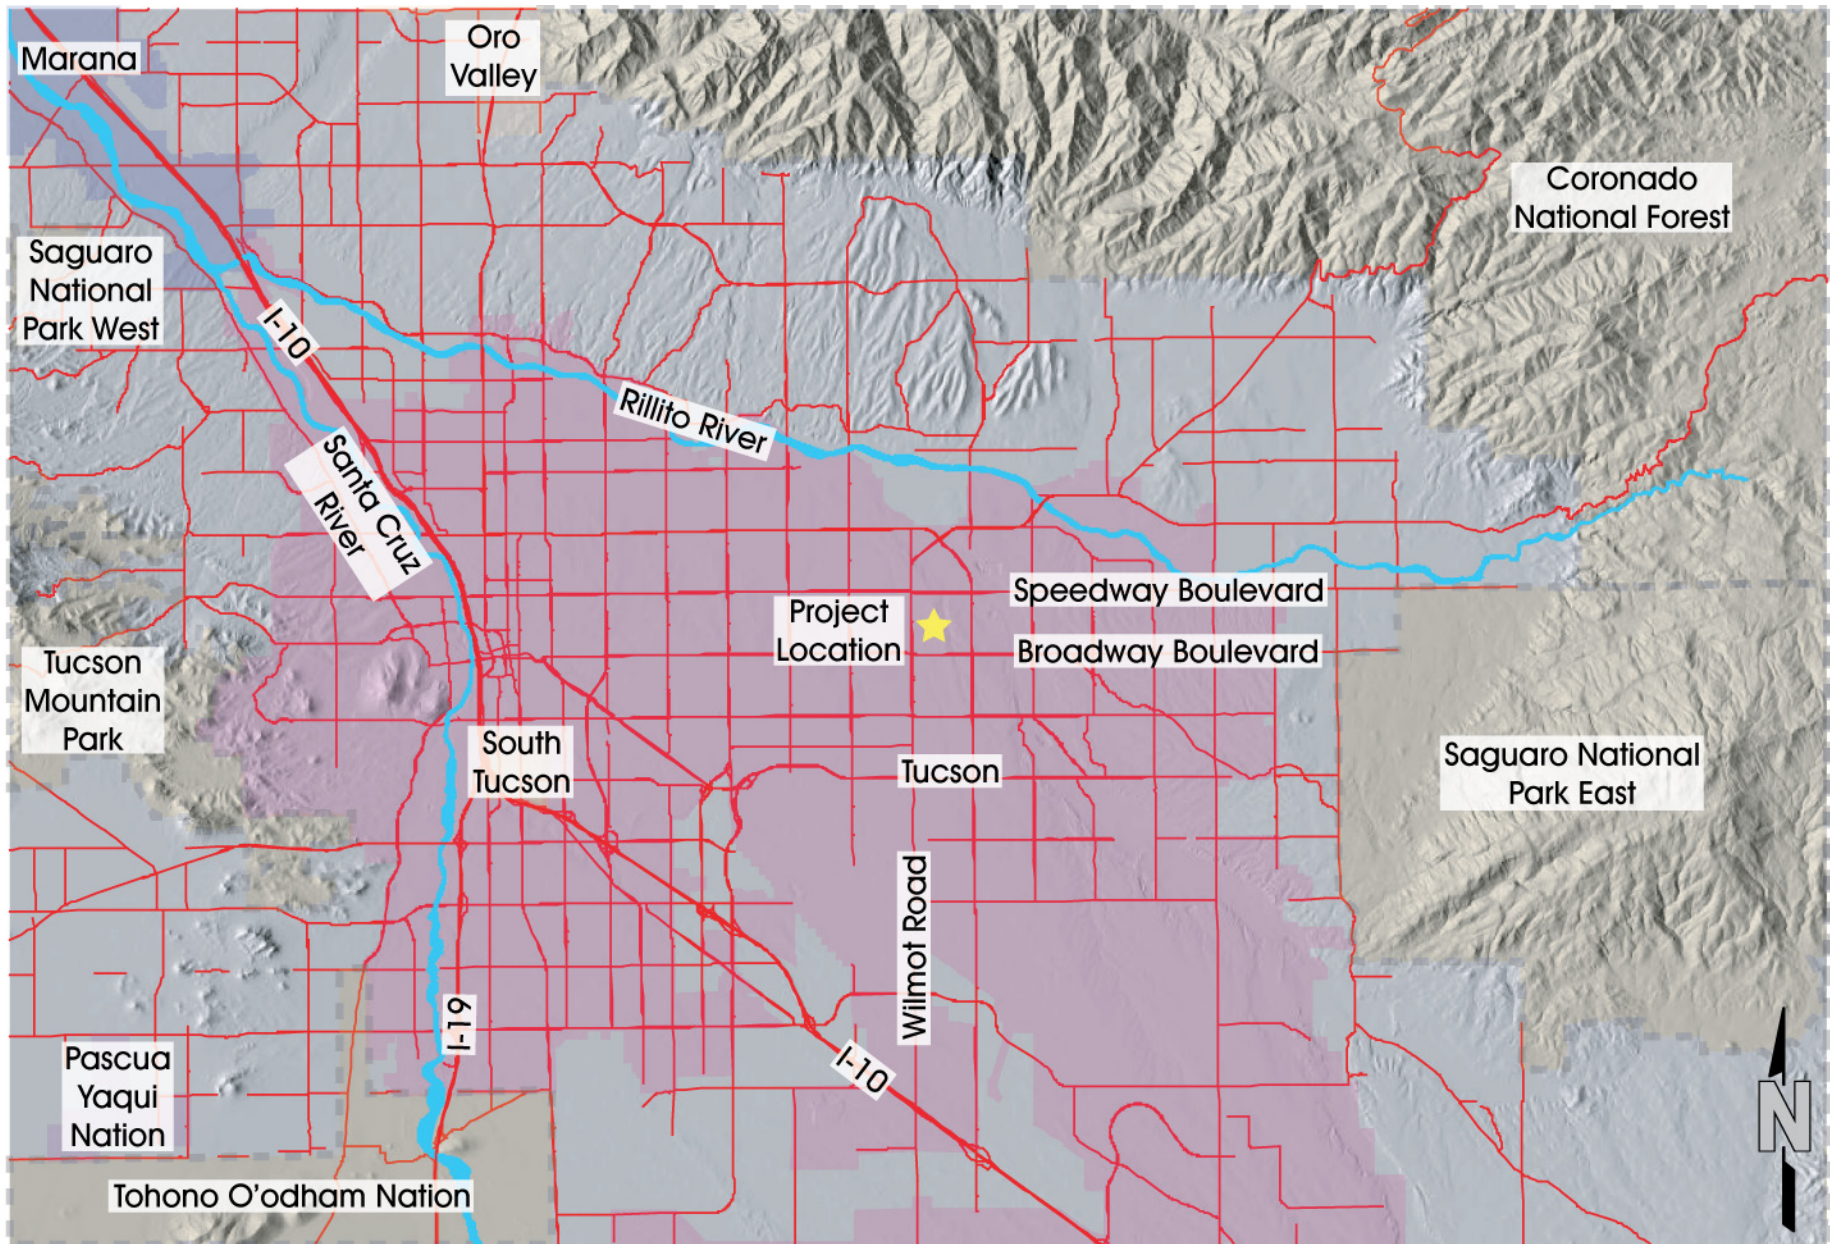 Marana
Oro
Valley
Coronado
National Forest
Saguaro
National
Park West
I-10
Rillito River
Santa Cruz
River
Speedway Boulevard
Project
Location
Broadway Boulevard
Tucson
Mountain
Park
South
Tucson
Tucson
Saguaro National
Park East
Wilmot Road
I-19
I-10
Pascua
Yaqui
Nation
N
Tohono O'odham Nation